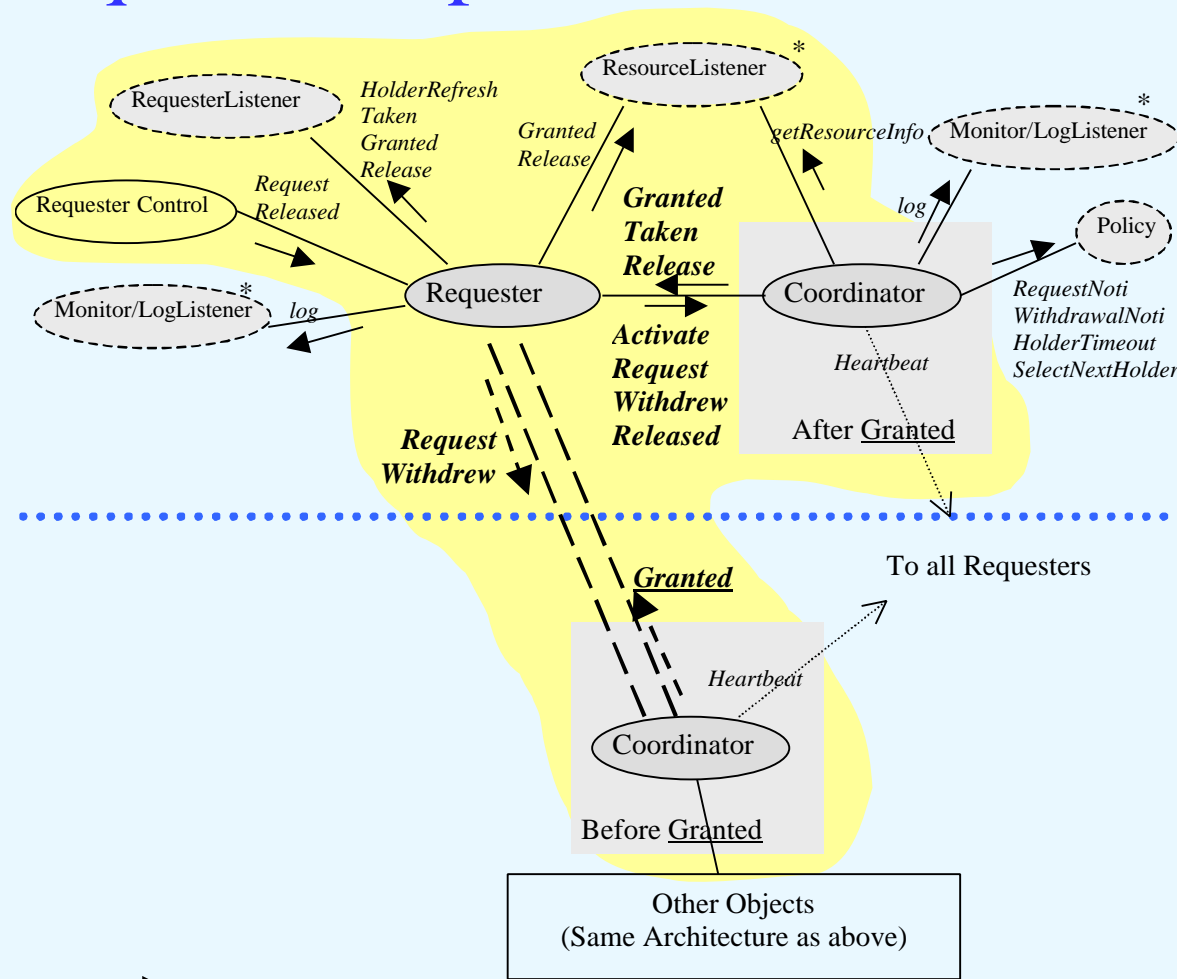 *
ResourceListener
RequesterListener
HolderRefresh
Taken
Granted
Release
Granted
Release
getResourceInfo
*
Monitor/LogListener
Requester Control
Request
Released
log
Policy
Granted
Taken
Release
Monitor/LogListener
*
log
Requester
Coordinator
RequestNoti
WithdrawalNoti
HolderTimeout
SelectNextHolder
Activate
Request
Withdrew
Released
Heartbeat
After Granted
Request
Withdrew
To all Requesters
Granted
Heartbeat
Coordinator
Before Granted
Other Objects
(Same Architecture as above)